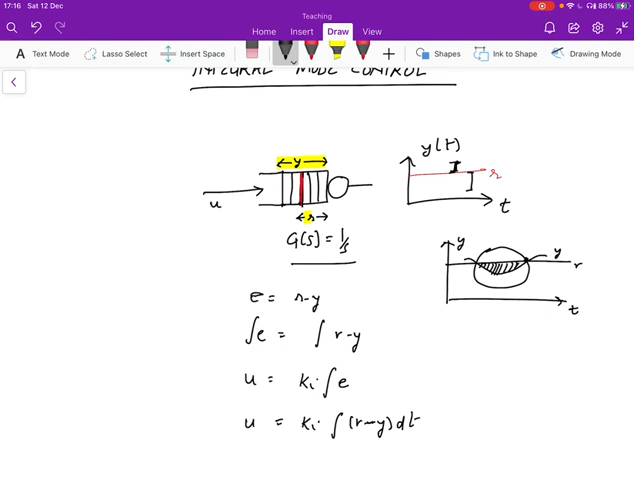 17:16 Sat 12 Dec
88%
Teaching
Home Insert Draw View
A Text Mode Lasso Select Insert Space Shapes Ink to Shape Drawing Mode
INTEGRAL MODE CONTROL
y
u
r
G(s) = 1/s
y(t)
r
t
y
y
r
t
e = r-y
∫e = ∫ r-y
u = Ki ∫ e
u = Ki ∫ (r-y) dt